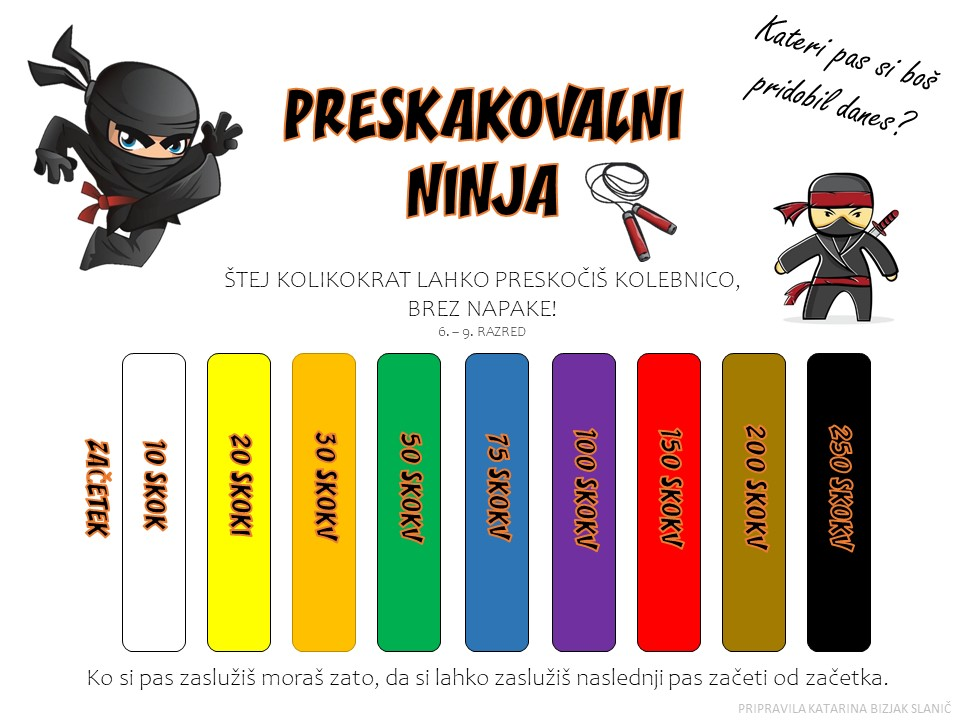 Kateri pas si boš
pridobil danes?
PRESKAKOVALNI
NINJA
ŠTEJ KOLIKOKRAT LAHKO PRESKOČIŠ KOLEBNICO,
BREZ NAPAKE!
6. – 9. RAZRED
ZAČETEK
10 SKOK
20 SKOKI
30 SKOKV
50 SKOKV
75 SKOKV
100 SKOKV
150 SKOKV
200 SKOKV
250 SKOKV
Ko si pas zaslužiš moraš zato, da si lahko zaslužiš naslednji pas začeti od začetka.
PRIPRAVILA KATARINA BIZJAK SLANIČ